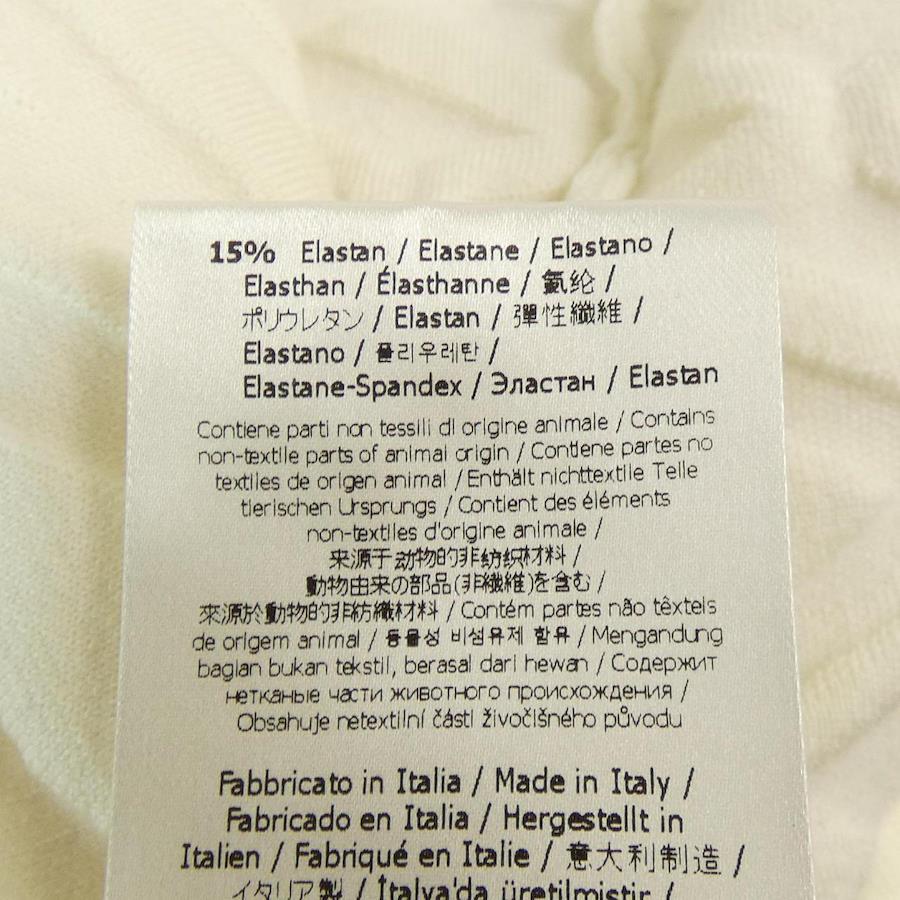 15% Elastan / Elastane / Elastano /
Elasthan / Élasthanne / 氨纶 /
ポリウレタン / Elastan / 彈性纖維 /
Elastano / 폴리우레탄 /
Elastane-Spandex / Эластан / Elastan
Contiene parti non tessili di origine animale / Contains
non-textile parts of animal origin / Contiene partes no
textiles de origen animal / Enthält nichttextile Teile
tierischen Ursprungs / Contient des éléments
non-textiles d'origine animale /
来源于动物的非纺织材料 /
動物由来の部品(非繊維)を含む /
來源於動物的非紡織材料 / Contém partes não têxteis
de origem animal / 동물성 비섬유제 함유 / Mengandung
bagian bukan tekstil, berasal dari hewan / Содержит
нетканые части животного происхождения /
Obsahuje netextilní části živočišného původu
Fabbricato in Italia / Made in Italy /
Fabricado en Italia / Hergestellt in
Italien / Fabriqué en Italie / 意大利制造 /
イタリア製 / İtalya'da üretilmiştir /